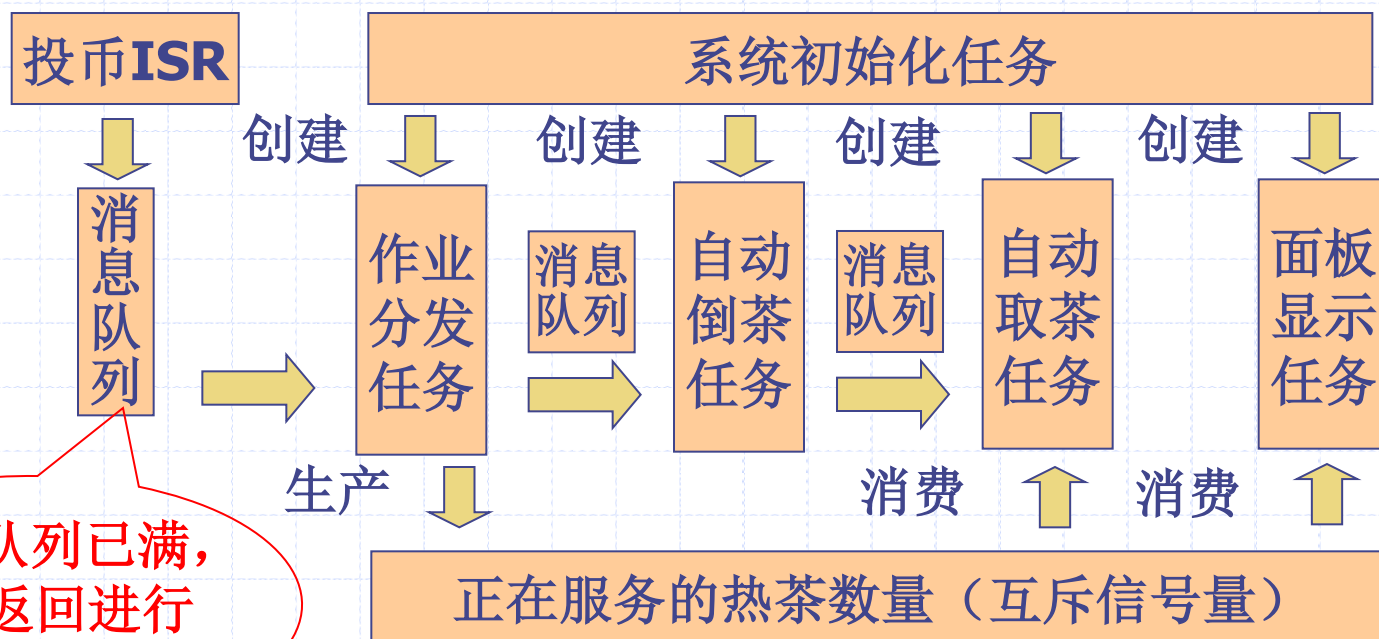 投币ISR
系统初始化任务
创建
创建
创建
创建
消
息
队
列
作业
分发
任务
消息
队列
自动
倒茶
任务
消息
队列
自动
取茶
任务
面板
显示
任务
生产
消费
消费
队列已满，
返回进行
正在服务的热茶数量（互斥信号量）